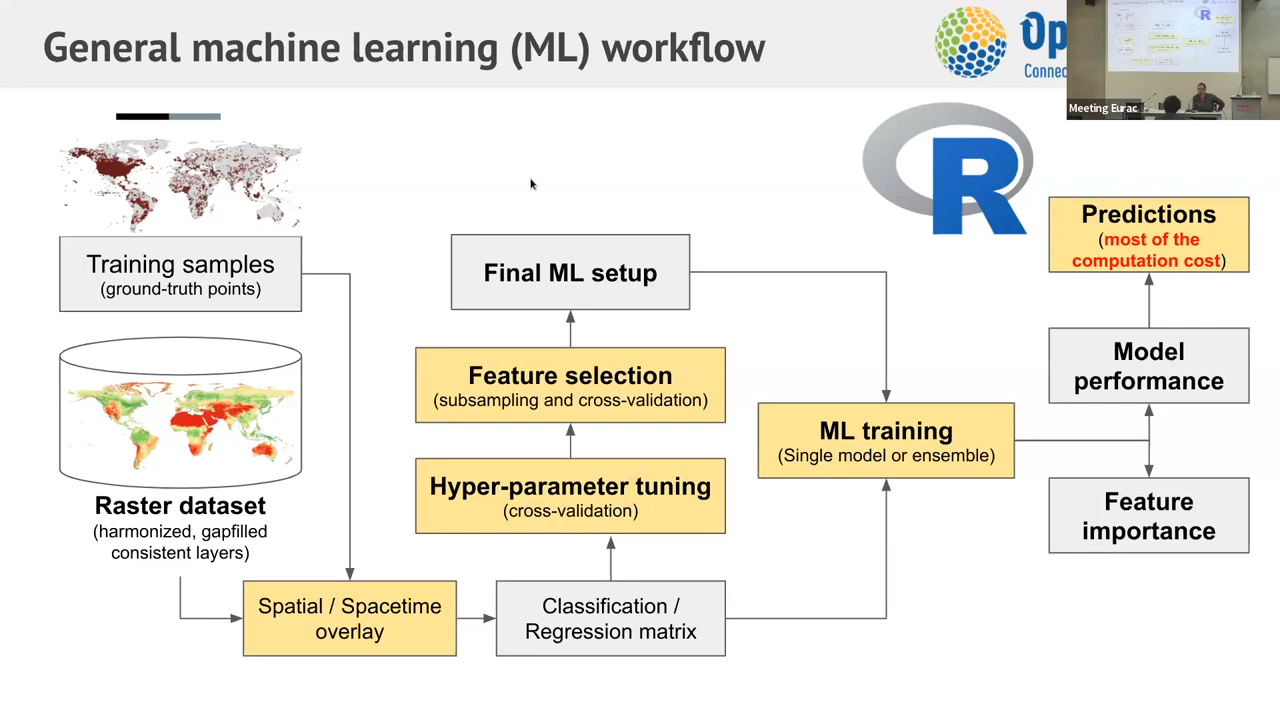 General machine learning (ML) workflow
Op
Connec
R
Meeting Eurac
Training samples
(ground-truth points)
Raster dataset
(harmonized, gapfilled
consistent layers)
Spatial / Spacetime
overlay
Classification /
Regression matrix
Hyper-parameter tuning
(cross-validation)
Feature selection
(subsampling and cross-validation)
Final ML setup
ML training
(Single model or ensemble)
Predictions
(most of the
computation cost)
Model
performance
Feature
importance